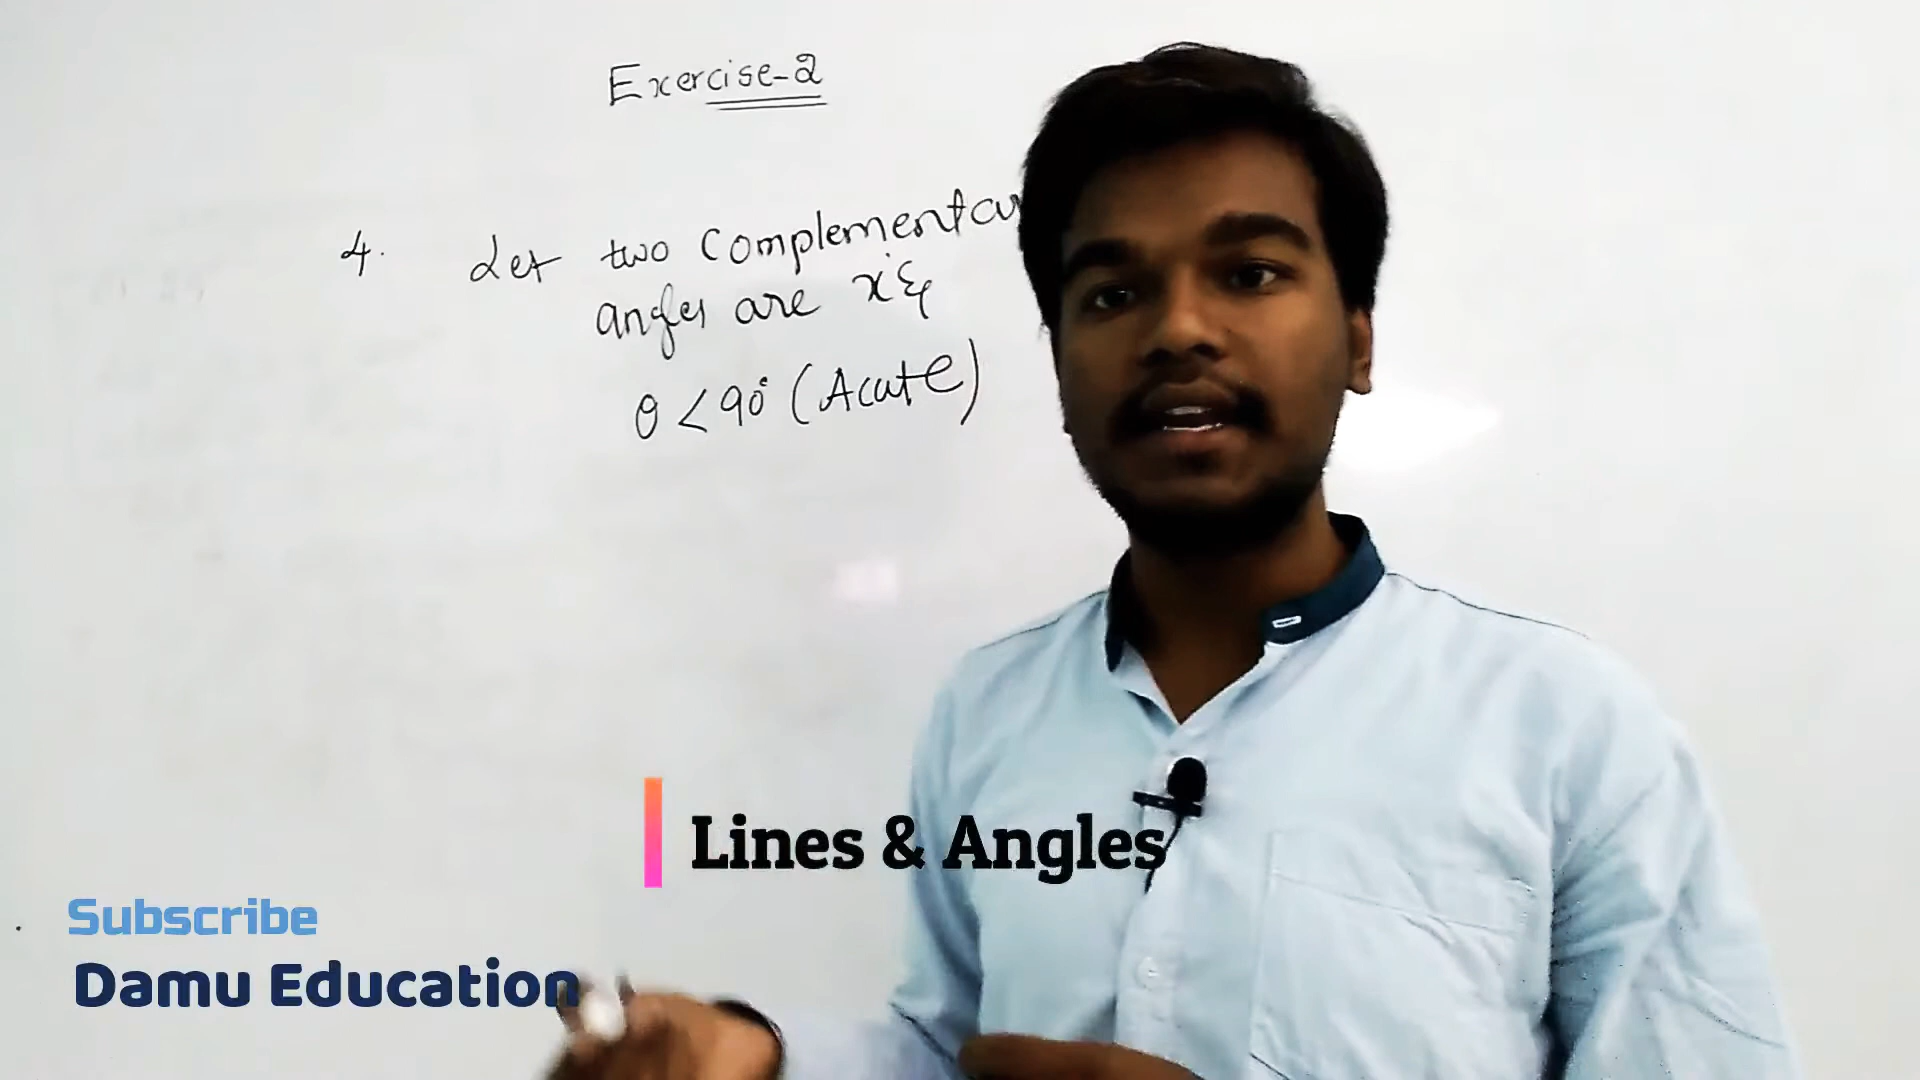 Exercise-2
4. Let two complementar
angles are x° &
θ < 90° (Acute)
Lines & Angles
Subscribe
Damu Education